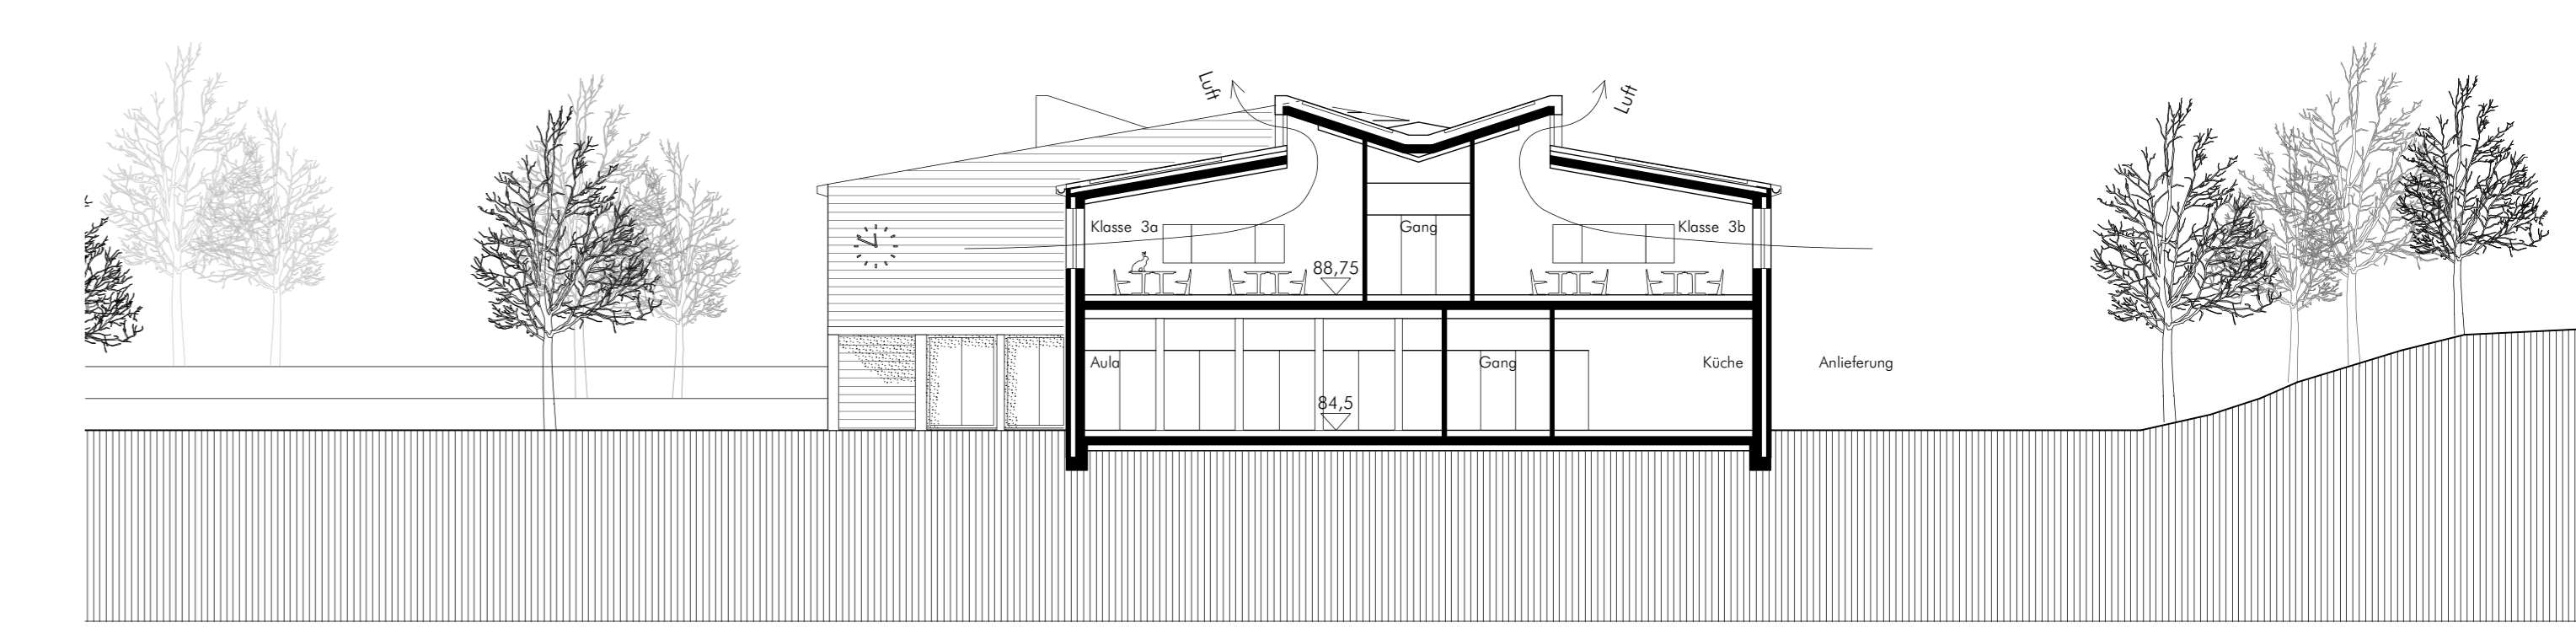 Luft
Luft
Klasse 3a
Gang
Klasse 3b
88,75
Aula
Gang
Küche
Anlieferung
84,5